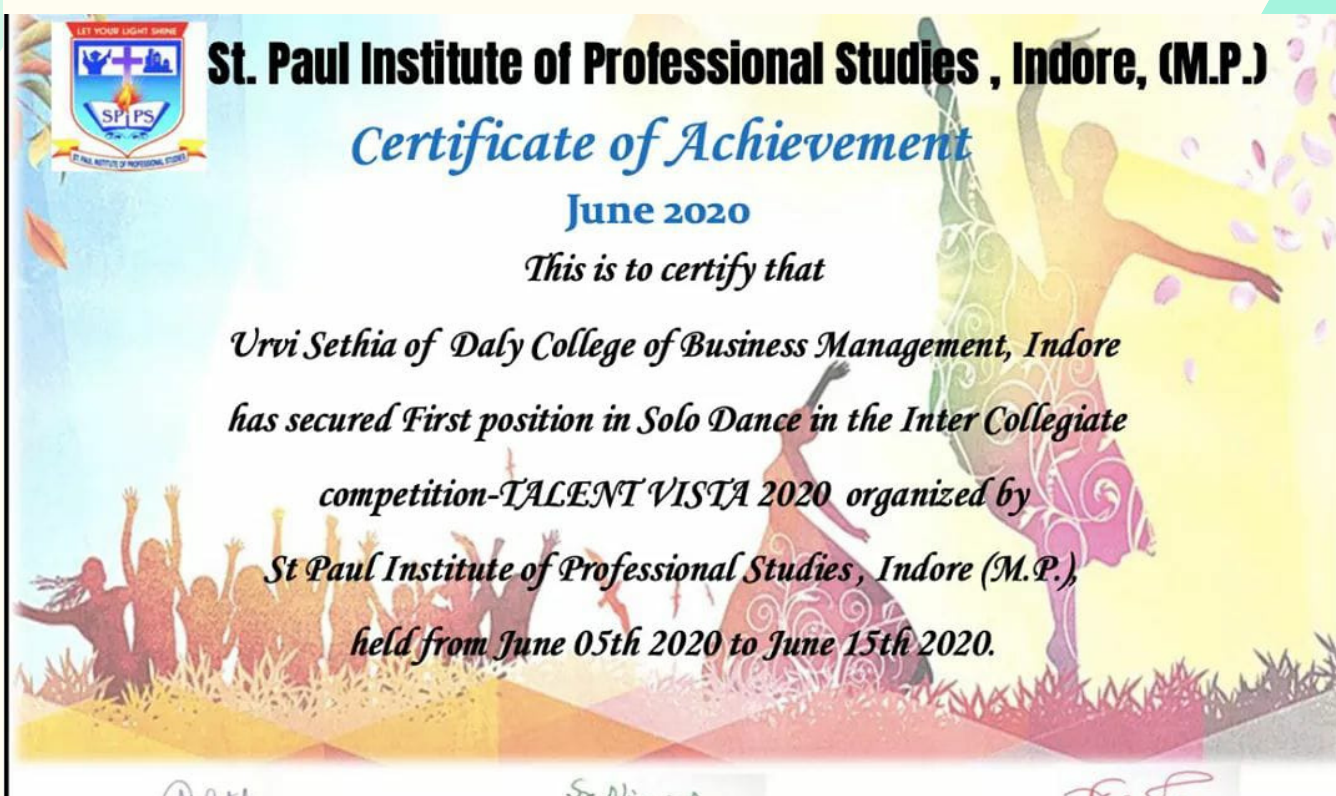 LET YOUR LIGHT SHINE
SPIPS
ST. PAUL INSTITUTE OF PROFESSIONAL STUDIES
St. Paul Institute of Professional Studies , Indore, (M.P.)
Certificate of Achievement
June 2020
This is to certify that
Urvi Sethia of Daly College of Business Management, Indore
has secured First position in Solo Dance in the Inter Collegiate
competition-TALENT VISTA 2020 organized by
St Paul Institute of Professional Studies, Indore (M.P.),
held from June 05th 2020 to June 15th 2020.